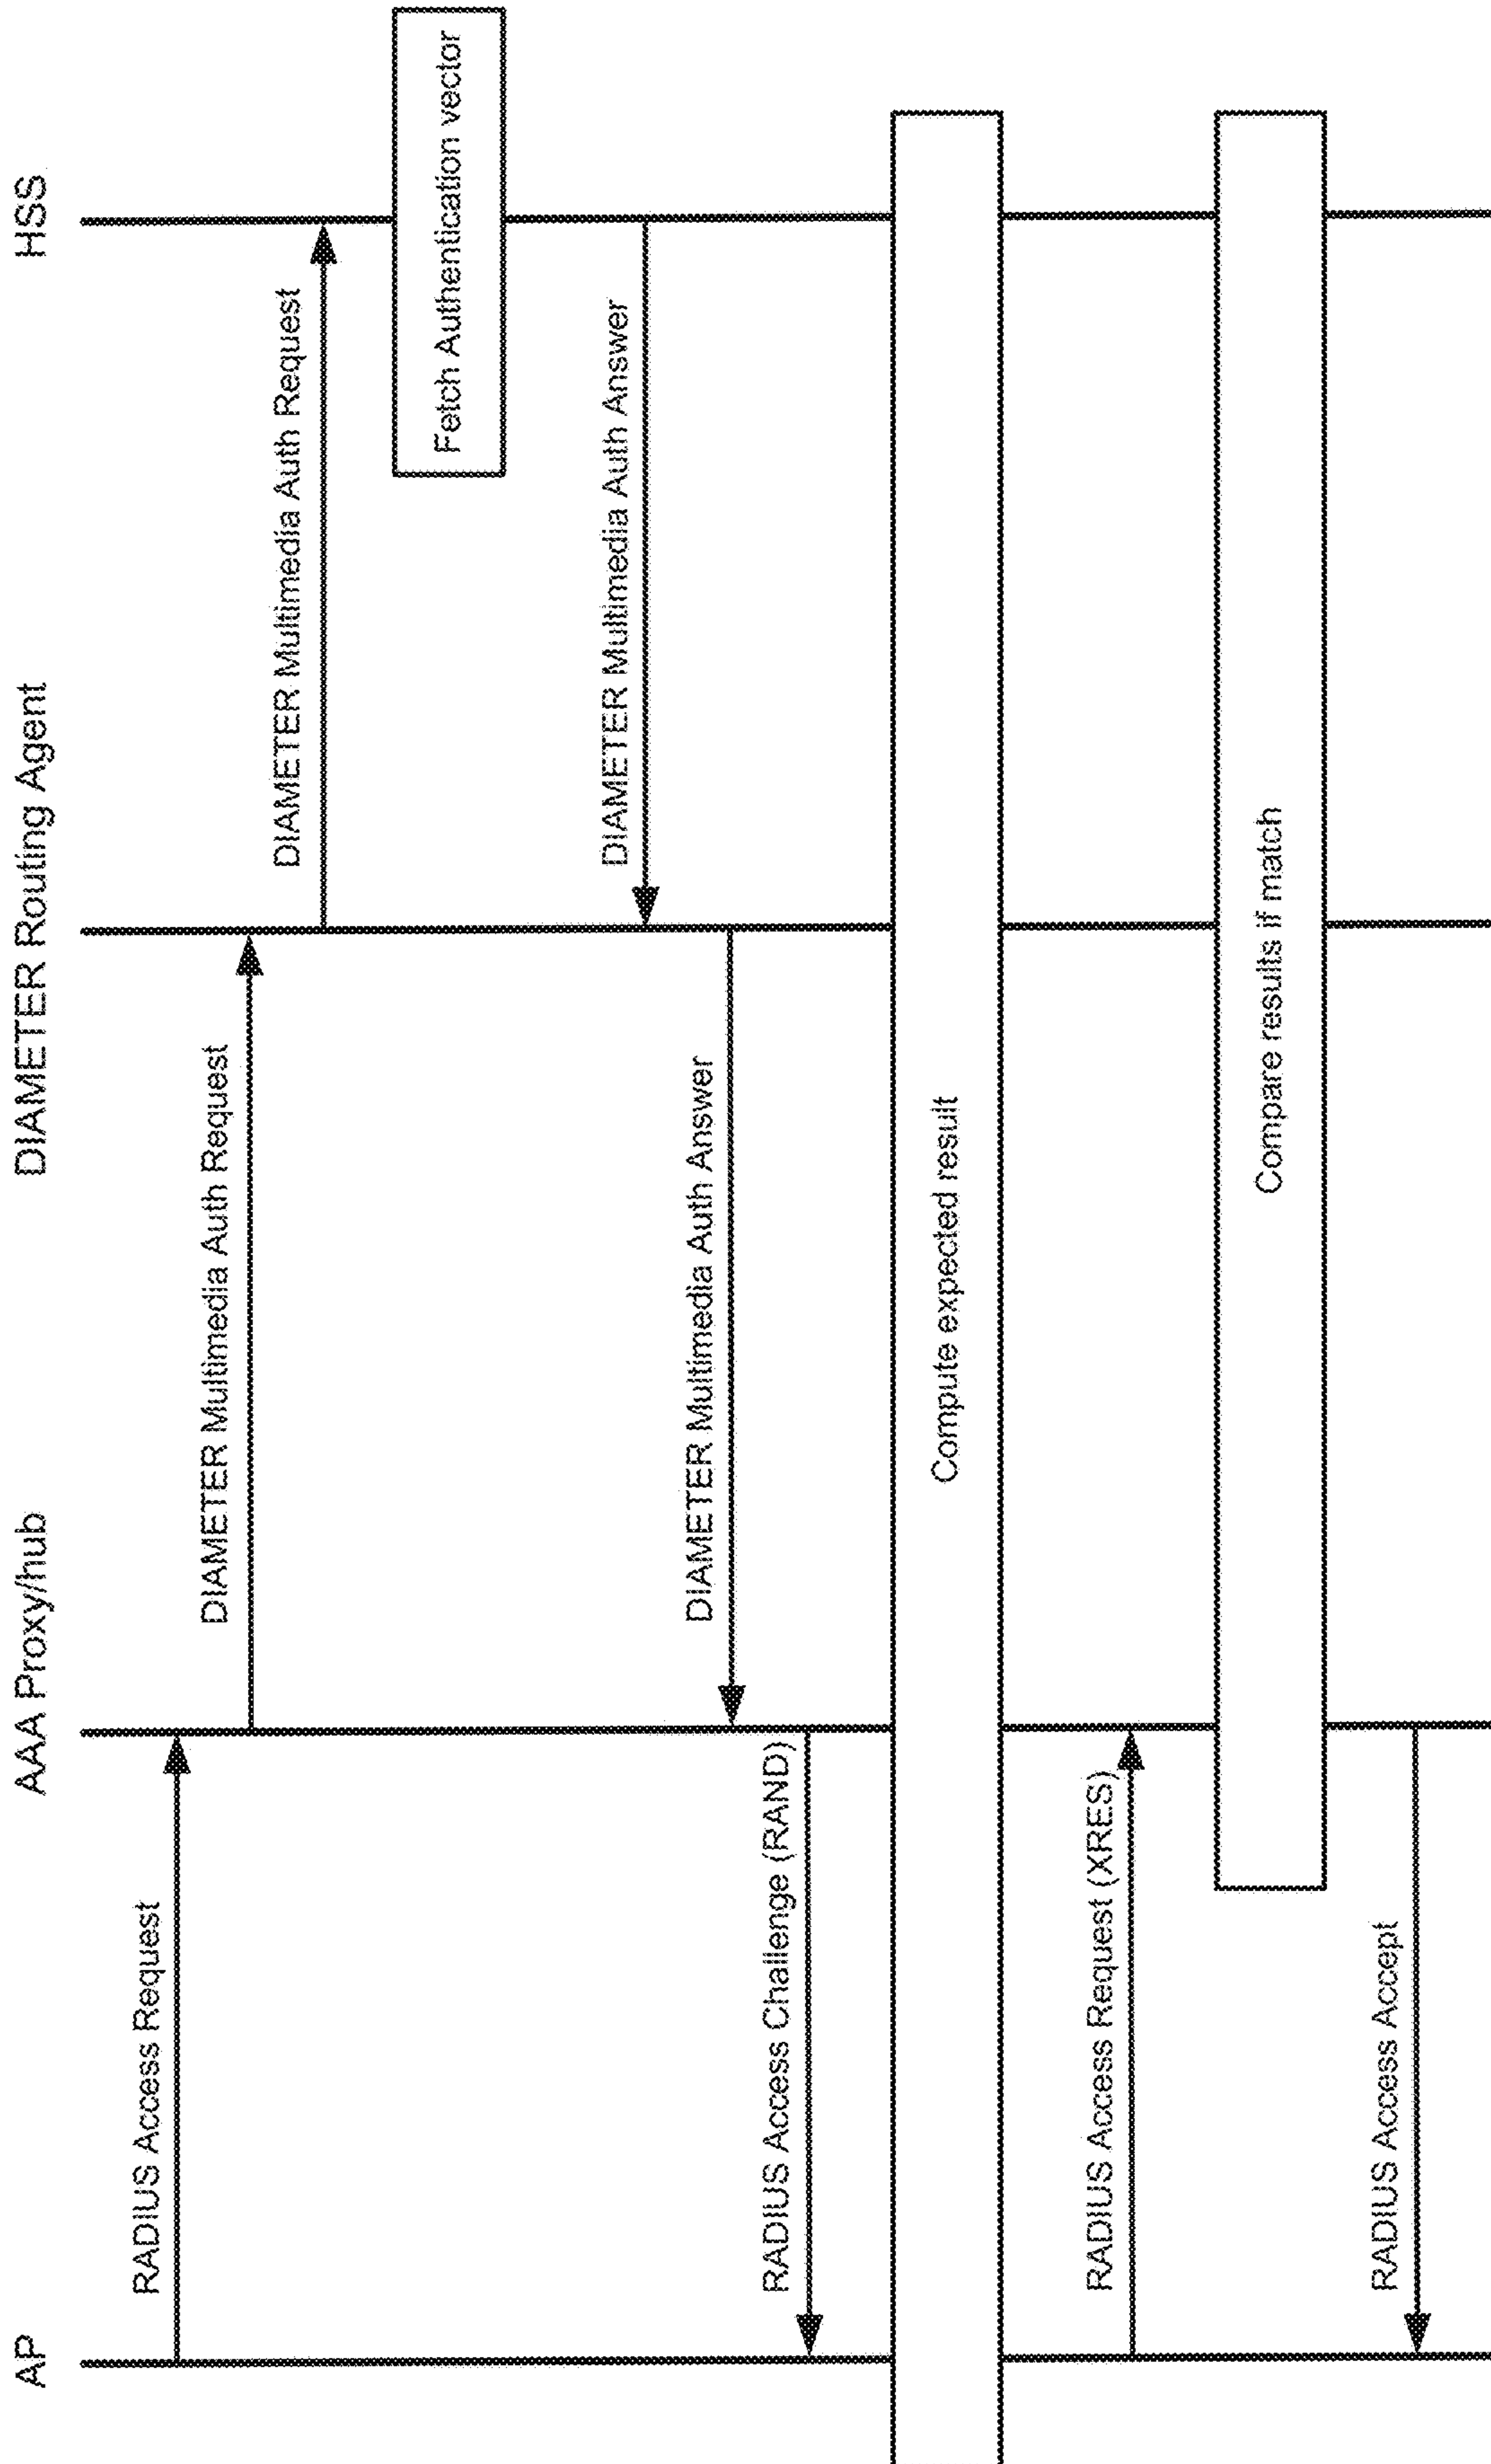 AP
AAA Proxy/hub
DIAMETER Routing Agent
HSS
RADIUS Access Request
DIAMETER Multimedia Auth Request
DIAMETER Multimedia Auth Request
Fetch Authentication vector
DIAMETER Multimedia Auth Answer
DIAMETER Multimedia Auth Answer
RADIUS Access Challenge (RAND)
Compute expected result
RADIUS Access Request (XRES)
Compare results if match
RADIUS Access Accept